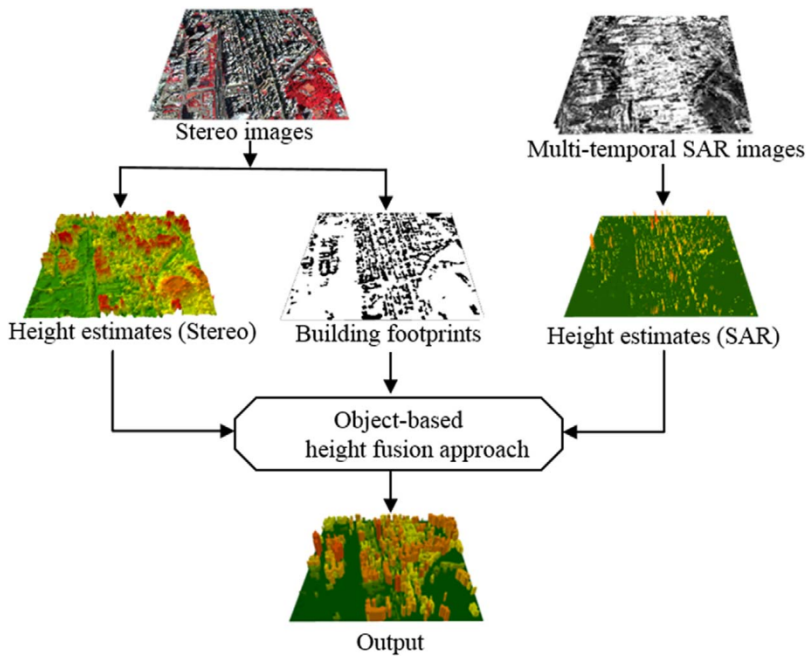 Stereo images
Multi-temporal SAR images
Height estimates (Stereo)
Building footprints
Height estimates (SAR)
Object-based
height fusion approach
Output